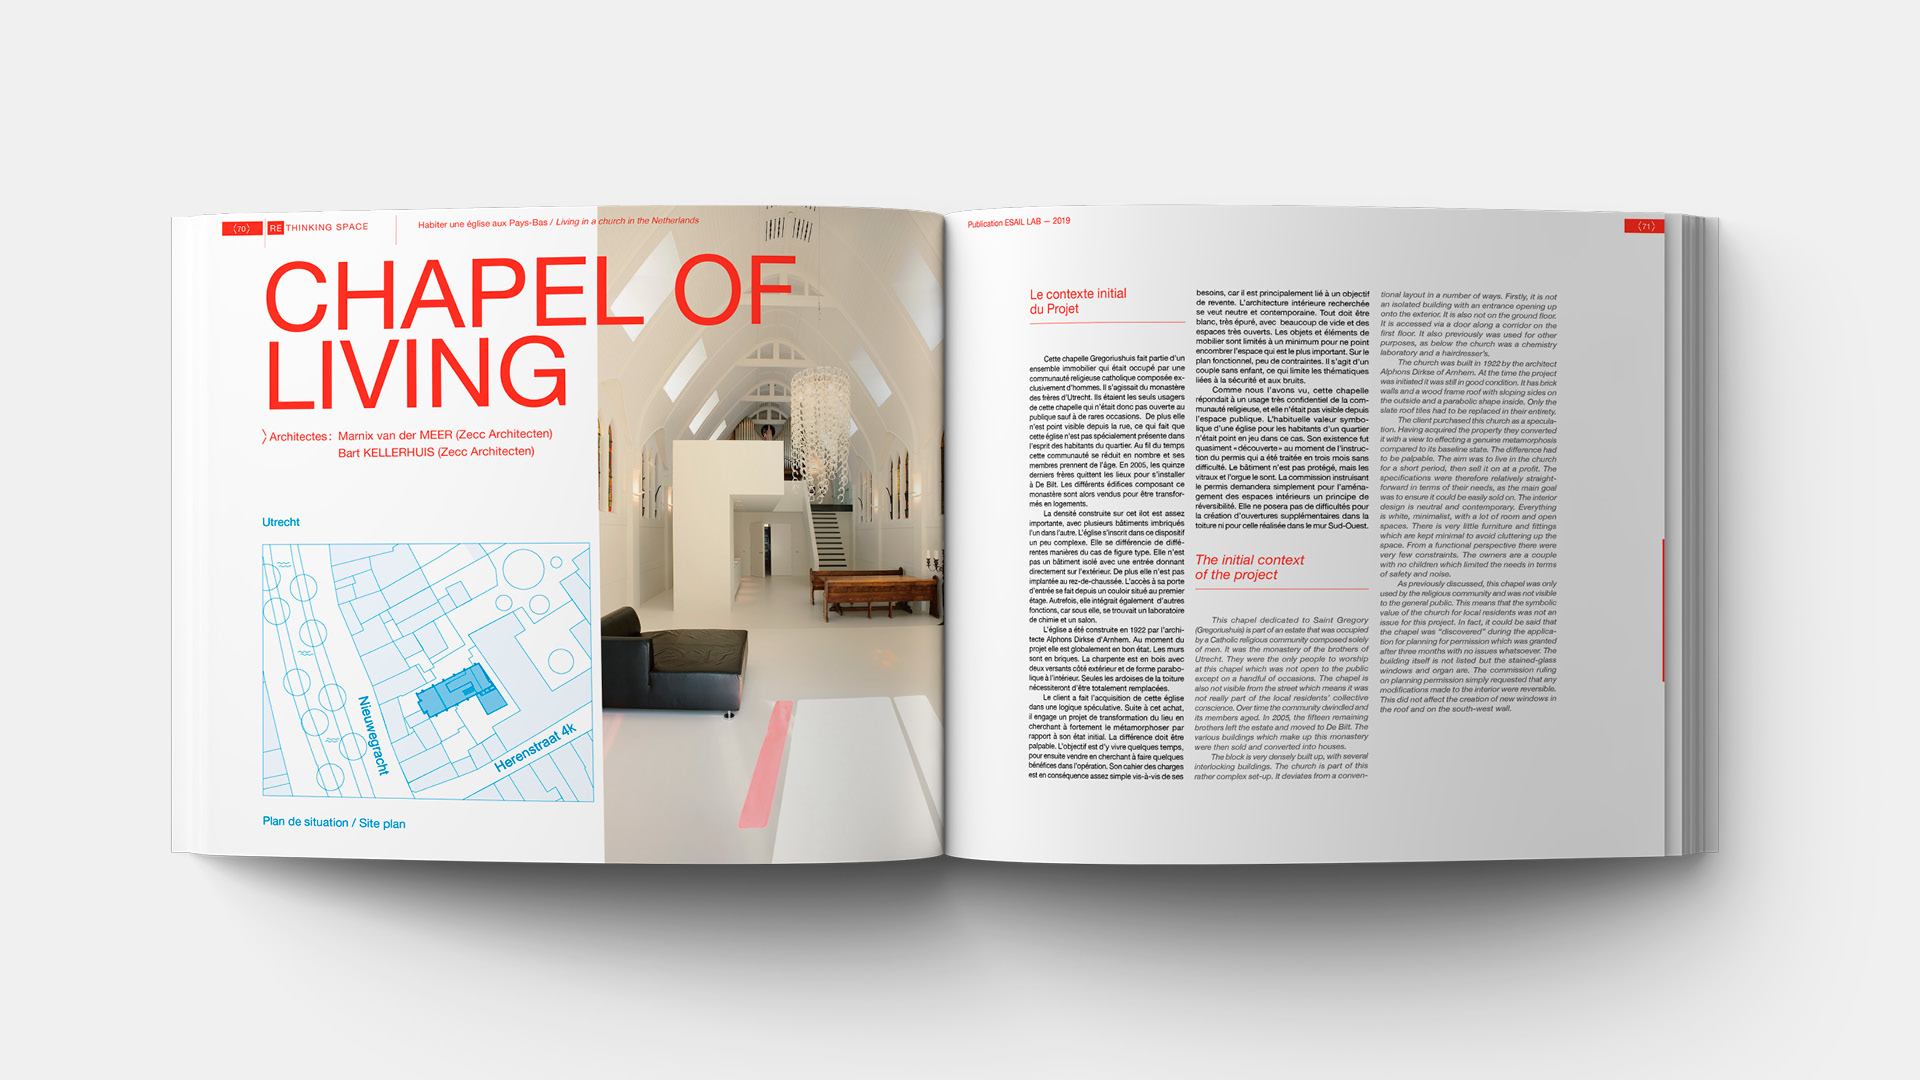 (70)
RE THINKING SPACE
Habiter une église aux Pays-Bas / Living in a church in the Netherlands
CHAPEL OF
LIVING
Architectes : Marnix van der MEER (Zecc Architecten)
Bart KELLERHUIS (Zecc Architecten)
Utrecht
Nieuwegracht
Herenstraat 4k
Plan de situation / Site plan
Publication ESAIL LAB — 2019
(71)
Le contexte initial
du Projet
Cette chapelle Gregoriushuis fait partie d'un
ensemble immobilier qui était occupé par une
communauté religieuse catholique composée ex-
clusivement d'hommes. Il s'agissait du monastère
des frères d'Utrecht. Ils étaient les seuls usagers
de cette chapelle qui n'était donc pas ouverte au
publique sauf à de rares occasions. De plus elle
n'est point visible depuis la rue, ce qui fait que
cette église n'est pas spécialement présente dans
l'esprit des habitants du quartier. Au fil du temps
cette communauté se réduit en nombre et ses
membres prennent de l'âge. En 2005, les quinze
derniers frères quittent les lieux pour s'installer
à De Bilt. Les différents édifices composant ce
monastère sont alors vendus pour être transfor-
més en logements.
La densité construite sur cet ilot est assez
importante, avec plusieurs bâtiments imbriqués
l'un dans l'autre. L'église s'inscrit dans ce dispositif
un peu complexe. Elle se différencie de diffé-
rentes manières du cas de figure type. Elle n'est
pas un bâtiment isolé avec une entrée donnant
directement sur l'extérieur. De plus elle n'est pas
implantée au rez-de-chaussée. L'accès à sa porte
d'entrée se fait depuis un couloir situé au premier
étage. Autrefois, elle intégrait également d'autres
fonctions, car sous elle, se trouvait un laboratoire
de chimie et un salon.
L'église a été construite en 1922 par l'archi-
tecte Alphons Dirkse d'Arnhem. Au moment du
projet elle est globalement en bon état. Les murs
sont en briques. La charpente est en bois avec
deux versants côté extérieur et de forme parabo-
lique à l'intérieur. Seules les ardoises de la toiture
nécessiteront d'être totalement remplacées.
Le client a fait l'acquisition de cette église
dans une logique spéculative. Suite à cet achat,
il engage un projet de transformation du lieu en
cherchant à fortement le métamorphoser par
rapport à son état initial. La différence doit être
palpable. L'objectif est d'y vivre quelques temps,
pour ensuite vendre en cherchant à faire quelques
bénéfices dans l'opération. Son cahier des charges
est en conséquence assez simple vis-à-vis de ses
besoins, car il est principalement lié à un objectif
de revente. L'architecture intérieure recherchée
se veut neutre et contemporaine. Tout doit être
blanc, très épuré, avec beaucoup de vide et des
espaces très ouverts. Les objets et éléments de
mobilier sont limités à un minimum pour ne point
encombrer l'espace qui est le plus important. Sur le
plan fonctionnel, peu de contraintes. Il s'agit d'un
couple sans enfant, ce qui limite les thématiques
liées à la sécurité et aux bruits.
Comme nous l'avons vu, cette chapelle
répondait à un usage très confidentiel de la com-
munauté religieuse, et elle n'était pas visible depuis
l'espace publique. L'habituelle valeur symbo-
lique d'une église pour les habitants d'un quartier
n'était point en jeu dans ce cas. Son existence fut
quasiment «découverte» au moment de l'instruc-
tion du permis qui a été traitée en trois mois sans
difficulté. Le bâtiment n'est pas protégé, mais les
vitraux et l'orgue le sont. La commission instruisant
le permis demandera simplement pour l'aména-
gement des espaces intérieurs un principe de
réversibilité. Elle ne posera pas de difficultés pour
la création d'ouvertures supplémentaires dans la
toiture ni pour celle réalisée dans le mur Sud-Ouest.
The initial context
of the project
This chapel dedicated to Saint Gregory
(Gregoriushuis) is part of an estate that was occupied
by a Catholic religious community composed solely
of men. It was the monastery of the brothers of
Utrecht. They were the only people to worship
at this chapel which was not open to the public
except on a handful of occasions. The chapel is
also not visible from the street which means it was
not really part of the local residents' collective
conscience. Over time the community dwindled and
its members aged. In 2005, the fifteen remaining
brothers left the estate and moved to De Bilt. The
various buildings which make up this monastery
were then sold and converted into houses.
The block is very densely built up, with several
interlocking buildings. The church is part of this
rather complex set-up. It deviates from a conven-
tional layout in a number of ways. Firstly, it is not
an isolated building with an entrance opening up
onto the exterior. It is also not on the ground floor.
It is accessed via a door along a corridor on the
first floor. It also previously was used for other
purposes, as below the church was a chemistry
laboratory and a hairdresser's.
The church was built in 1922 by the architect
Alphons Dirkse of Arnhem. At the time the project
was initiated it was still in good condition. It has brick
walls and a wood frame roof with sloping sides on
the outside and a parabolic shape inside. Only the
slate roof tiles had to be replaced in their entirety.
The client purchased this church as a specula-
tion. Having acquired the property they converted
it with a view to effecting a genuine metamorphosis
compared to its baseline state. The difference had
to be palpable. The aim was to live in the church
for a short period, then sell it on at a profit. The
specifications were therefore relatively straight-
forward in terms of their needs, as the main goal
was to ensure it could be easily sold on. The interior
design is neutral and contemporary. Everything
is white, minimalist, with a lot of room and open
spaces. There is very little furniture and fittings
which are kept minimal to avoid cluttering up the
space. From a functional perspective there were
very few constraints. The owners are a couple
with no children which limited the needs in terms
of safety and noise.
As previously discussed, this chapel was only
used by the religious community and was not visible
to the general public. This means that the symbolic
value of the church for local residents was not an
issue for this project. In fact, it could be said that
the chapel was "discovered" during the applica-
tion for planning for permission which was granted
after three months with no issues whatsoever. The
building itself is not listed but the stained-glass
windows and organ are. The commission ruling
on planning permission simply requested that any
modifications made to the interior were reversible.
This did not affect the creation of new windows in
the roof and on the south-west wall.